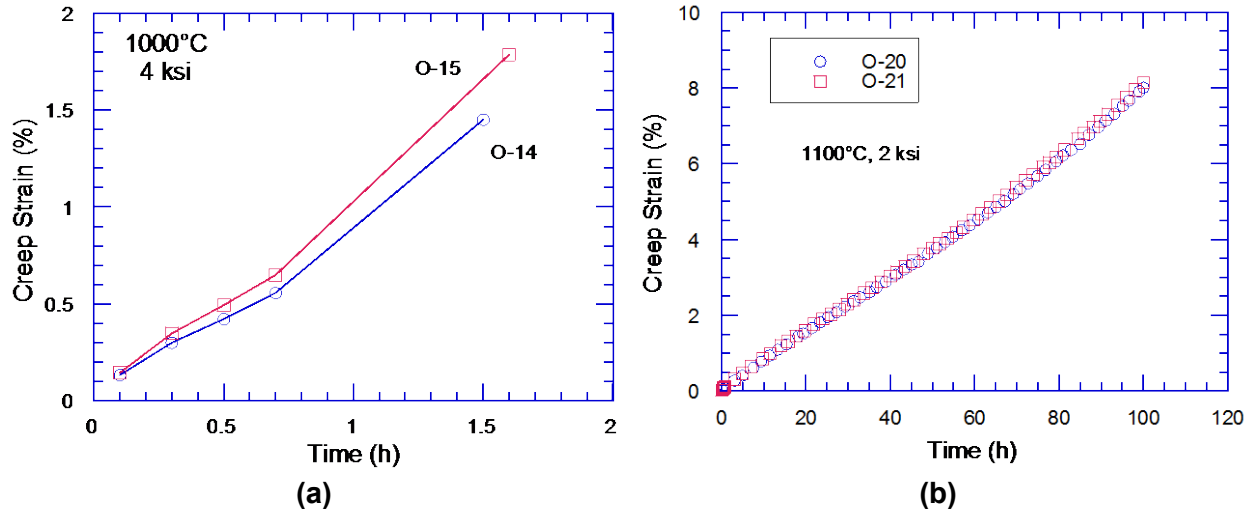 1000°C
4 ksi
O-15
O-14
Creep Strain (%)
2
1.5
1
0.5
0
0
0.5
1
1.5
2
Time (h)
(a)
O-20
O-21
1100°C, 2 ksi
Creep Strain (%)
10
8
6
4
2
0
0
20
40
60
80
100
120
Time (h)
(b)